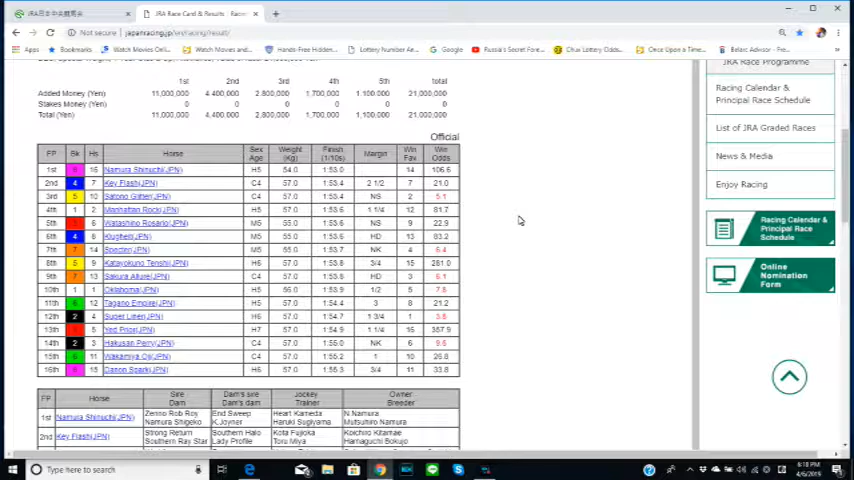 JRA日本中央競馬会
JRA Race Card & Results - Racin
Not secure | japanracing.jp/en/racing/result/
Apps Bookmarks Watch Movies Onlin... Watch Movies and... Hands-Free Hidden... Lottery Number Ge... Google Russia's Secret Fore... Chux Lottery Odds... Once Upon a Time... Belac Advisor - Be...
1st 2nd 3rd 4th 5th total
Added Money (Yen) 11,000,000 4,400,000 2,800,000 1,700,000 1,100,000 21,000,000
Stakes Money (Yen) 0 0 0 0 0 0
Total (Yen) 11,000,000 4,400,000 2,800,000 1,700,000 1,100,000 21,000,000
Official
FP Bk Hs Horse Sex Age Weight (Kg) Finish (1/10s) Margin Win Fav Win Odds
1st 8 16 Namura Shinuchi(JPN) H5 54.0 1:53.0 14 106.6
2nd 4 7 Key Flash(JPN) C4 57.0 1:53.4 2 1/2 7 21.0
3rd 5 10 Satono Glitter(JPN) C4 57.0 1:53.4 NS 2 5.1
4th 1 2 Manhattan Rock(JPN) H5 57.0 1:53.6 1 1/4 12 81.7
5th Watashino Rosario(JPN) M5 55.0 1:53.6 NS 9 22.9
6th 4 8 Klugheit(JPN) M5 55.0 1:53.6 HD 13 83.2
7th 7 14 Specter(JPN) M5 55.0 1:53.7 NK 4 6.4
8th 5 9 Katayokuno Tenshi(JPN) H6 57.0 1:53.8 3/4 15 281.0
9th 7 13 Sakura Allure(JPN) C4 57.0 1:53.8 HD 3 6.1
10th 1 1 Oklahoma(JPN) H5 1:53.9 1/2 5 7.8
11th 6 12 Tagano Empire(JPN) H5 57.0 1:54.4 3 8 21.2
12th 2 4 Super Linen(JPN) H6 57.0 1:54.7 1 3/4 1
13th 3 5 Yed Prior(JPN) H7 57.0 1:54.9 1 1/4 16 357.9
14th 2 3 Hakusan Perry(JPN) C4 57.0 1:55.0 NK 6
15th 6 11 Wakamiya Oji(JPN) C4 57.0 1:55.2 1 10
16th 8 15 Danon Spark(JPN) H6 57.0 1:55.3 3/4 11 33.8
FP Horse Sire Dam Dam's sire Dam's dam Jockey Trainer Owner Breeder
1st Namura Shinuchi(JPN) Zenno Rob Roy Namura Shigeko End Sweep K.Joyner Heart Kameda Haruki Sugiyama N.Namura Mutsuhiro Namura
2nd Key Flash(JPN) Strong Return Southern Ray Star Southern Halo Lady Profile Kota Fujioka Toru Miya Koichiro Kitamae Hamaguchi Bokujo
JRA Race Programme
Racing Calendar &
Principal Race Schedule
List of JRA Graded Races
News & Media
Enjoy Racing
Racing Calendar &
Principal Race
Schedule
Online
Nomination
Form
Type here to search
6:18 PM
4/6/2019